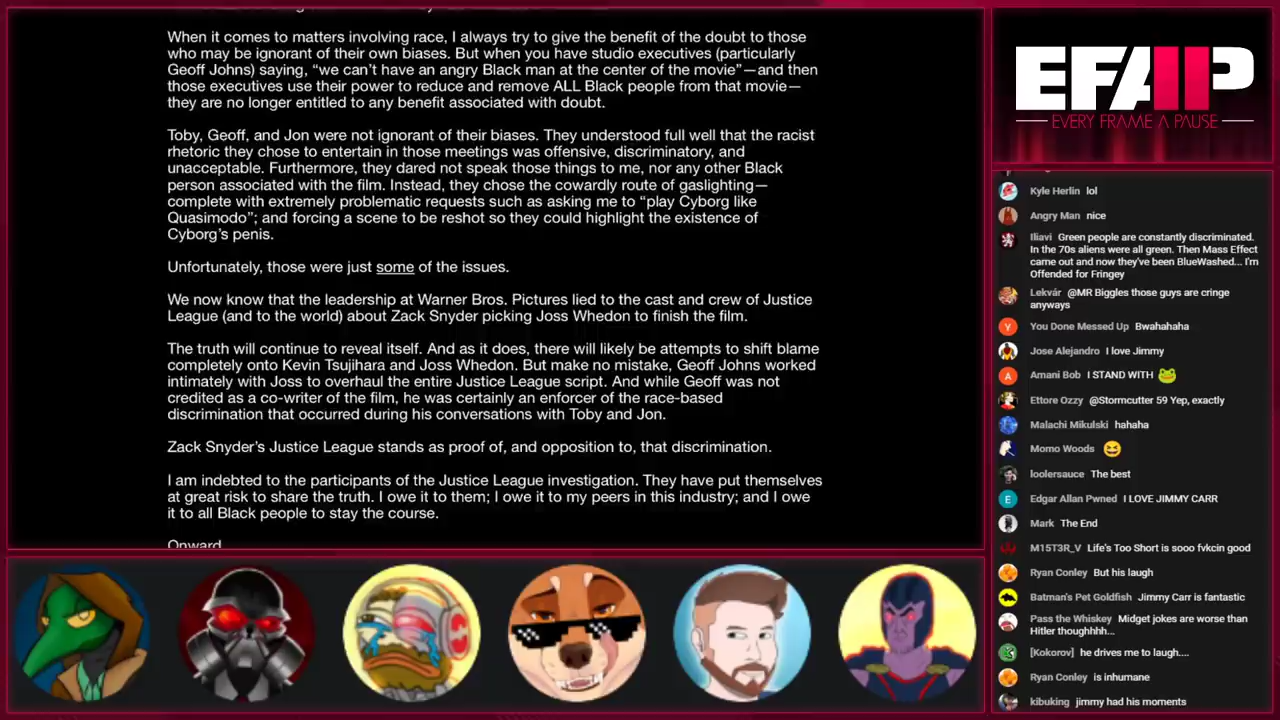 When it comes to matters involving race, I always try to give the benefit of the doubt to those
who may be ignorant of their own biases. But when you have studio executives (particularly
Geoff Johns) saying, “we can’t have an angry Black man at the center of the movie”—and then
those executives use their power to reduce and remove ALL Black people from that movie—
they are no longer entitled to any benefit associated with doubt.
Toby, Geoff, and Jon were not ignorant of their biases. They understood full well that the racist
rhetoric they chose to entertain in those meetings was offensive, discriminatory, and
unacceptable. Furthermore, they dared not speak those things to me, nor any other Black
person associated with the film. Instead, they chose the cowardly route of gaslighting—
complete with extremely problematic requests such as asking me to “play Cyborg like
Quasimodo”; and forcing a scene to be reshot so they could highlight the existence of
Cyborg’s penis.
Unfortunately, those were just some of the issues.
We now know that the leadership at Warner Bros. Pictures lied to the cast and crew of Justice
League (and to the world) about Zack Snyder picking Joss Whedon to finish the film.
The truth will continue to reveal itself. And as it does, there will likely be attempts to shift blame
completely onto Kevin Tsujihara and Joss Whedon. But make no mistake, Geoff Johns worked
intimately with Joss to overhaul the entire Justice League script. And while Geoff was not
credited as a co-writer of the film, he was certainly an enforcer of the race-based
discrimination that occurred during his conversations with Toby and Jon.
Zack Snyder’s Justice League stands as proof of, and opposition to, that discrimination.
I am indebted to the participants of the Justice League investigation. They have put themselves
at great risk to share the truth. I owe it to them; I owe it to my peers in this industry; and I owe
it to all Black people to stay the course.
Onward
EFAP
EVERY FRAME A PAUSE
Kyle Herlin lol
Angry Man nice
Iliavi Green people are constantly discriminated.
In the 70s aliens were all green. Then Mass Effect
came out and now they've been BlueWashed... I'm
Offended for Fringey
Lekvár @MR Biggles those guys are cringe
anyways
You Done Messed Up Bwahahaha
Jose Alejandro I love Jimmy
Amani Bob I STAND WITH 🐸
Ettore Ozzy @Stormcutter 59 Yep, exactly
Malachi Mikulski hahaha
Momo Woods 😆
loolersauce The best
Edgar Allan Pwned I LOVE JIMMY CARR
Mark The End
M15T3R_V Life's Too Short is sooo fvkcin good
Ryan Conley But his laugh
Batman's Pet Goldfish Jimmy Carr is fantastic
Pass the Whiskey Midget jokes are worse than
Hitler thoughhhh...
[Kokorov] he drives me to laugh....
Ryan Conley is inhumane
kibuking jimmy had his moments